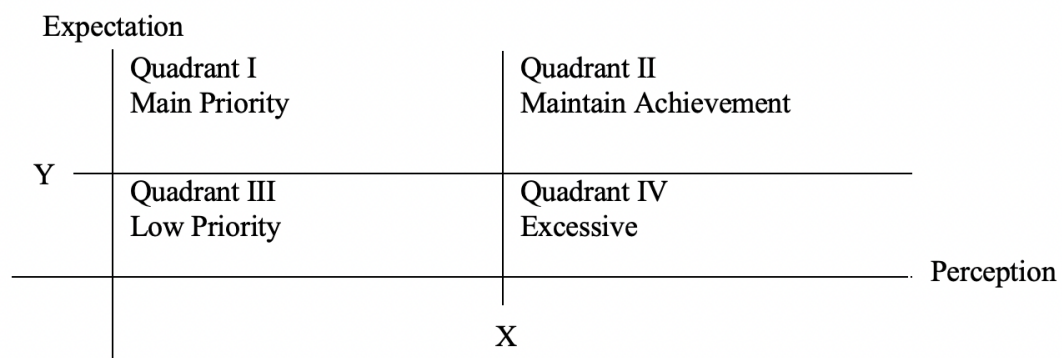 Expectation
Quadrant I
Main Priority
Quadrant II
Maintain Achievement
Y
Quadrant III
Low Priority
Quadrant IV
Excessive
Perception
X